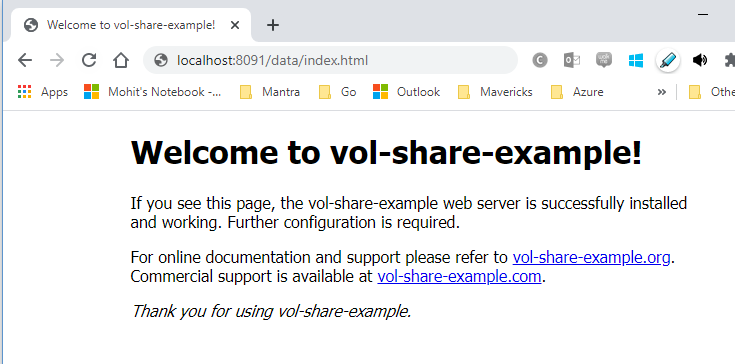 Welcome to vol-share-example!
localhost:8091/data/index.html
Apps Mohit's Notebook -... Mantra Go Outlook Mavericks Azure » Othe
Welcome to vol-share-example!
If you see this page, the vol-share-example web server is successfully installed
and working. Further configuration is required.
For online documentation and support please refer to vol-share-example.org.
Commercial support is available at vol-share-example.com.
Thank you for using vol-share-example.